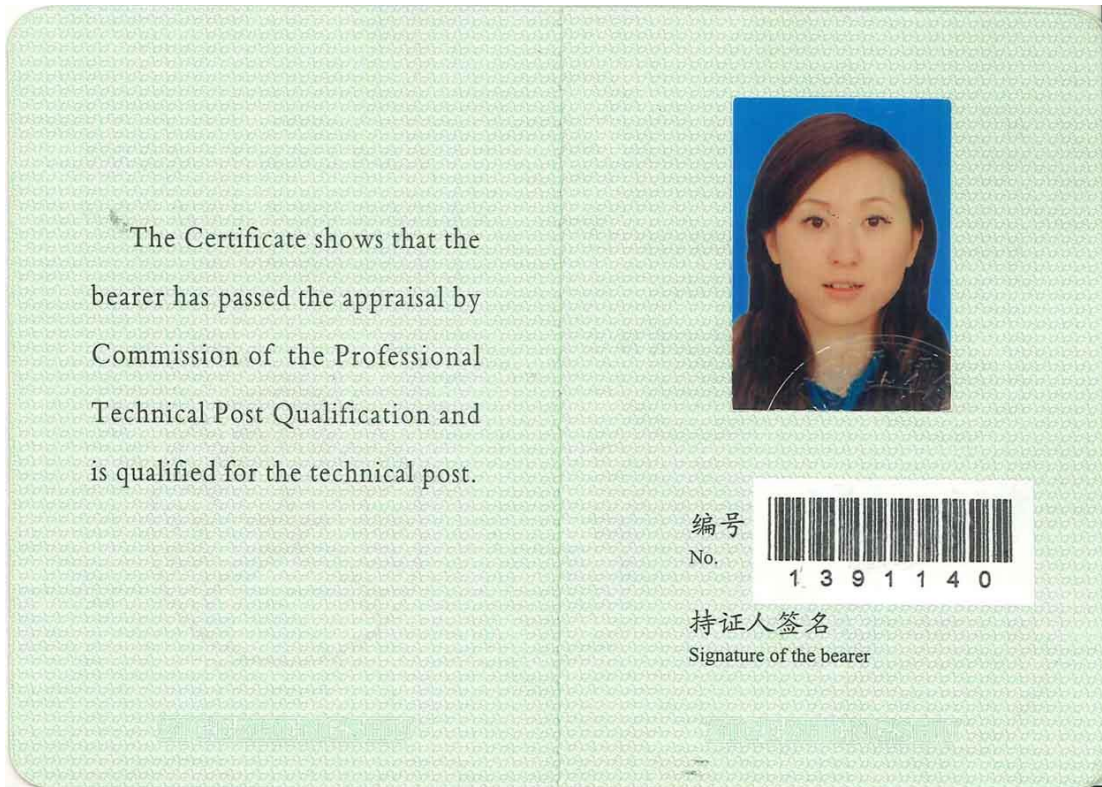 The Certificate shows that the
bearer has passed the appraisal by
Commission of the Professional
Technical Post Qualification and
is qualified for the technical post.
编号
No.
1391140
持证人签名
Signature of the bearer